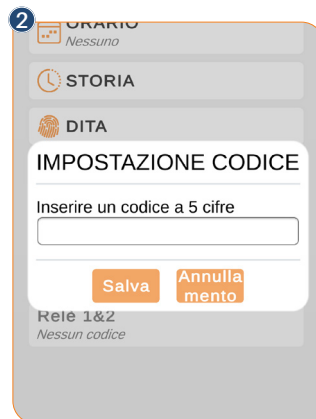 2
ORARIO
Nessuno
STORIA
DITA
IMPOSTAZIONE CODICE
Inserire un codice a 5 cifre
Salva
Annulla
mento
Relé 1&2
Nessun codice